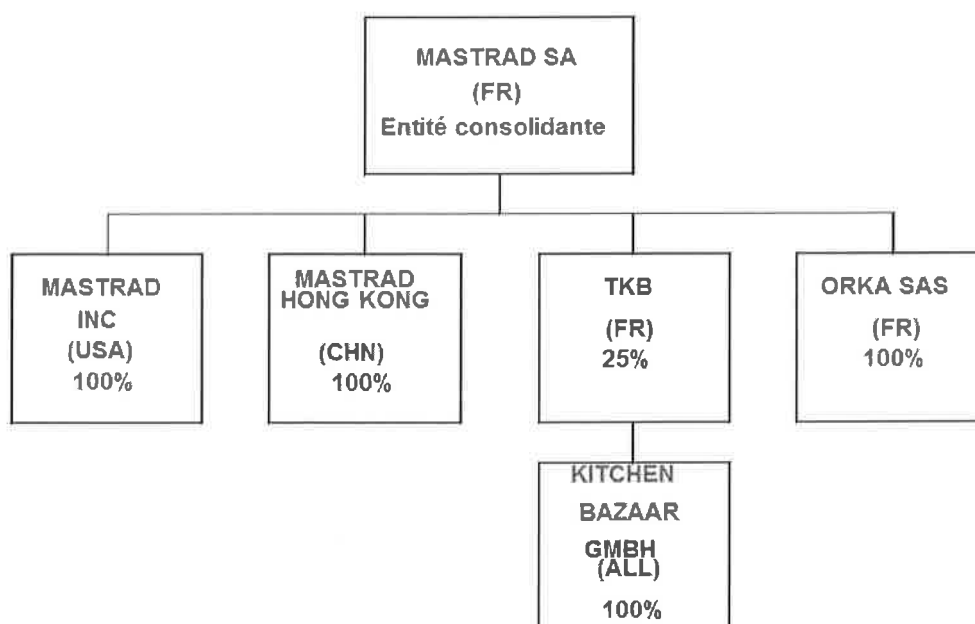 MASTRAD SA
(FR)
Entité consolidante
MASTRAD
INC
(USA)
100%
MASTRAD
HONG KONG
(CHN)
100%
TKB
(FR)
25%
ORKA SAS
(FR)
100%
KITCHEN
BAZAAR
GMBH
(ALL)
100%